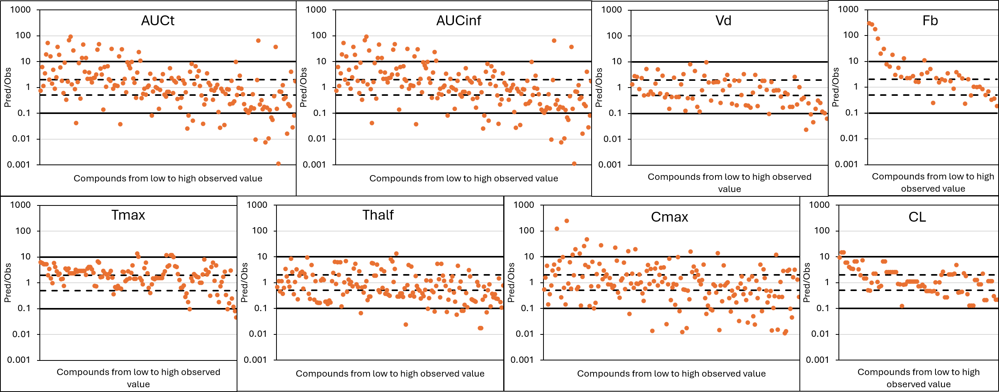 AUCt
1000
100
10
1
0.1
0.01
0.001
Pred/Obs
Compounds from low to high observed value
AUCinf
1000
100
10
1
0.1
0.01
0.001
Pred/Obs
Compounds from low to high observed value
Vd
1000
100
10
1
0.1
0.01
0.001
Pred/Obs
Compounds from low to high observed
value
Fb
1000
100
10
1
0.1
0.01
0.001
Pred/Obs
Compounds from low to high
observed value
Tmax
1000
100
10
1
0.1
0.01
0.001
Pred/Obs
Compounds from low to high observed
value
Thalf
1000
100
10
1
0.1
0.01
0.001
Pred/Obs
Compounds from low to high observed value
Cmax
1000
100
10
1
0.1
0.01
0.001
Pred/Obs
Compounds from low to high observed value
CL
1000
100
10
1
0.1
0.01
0.001
Pred/Obs
Compounds from low to high
observed value